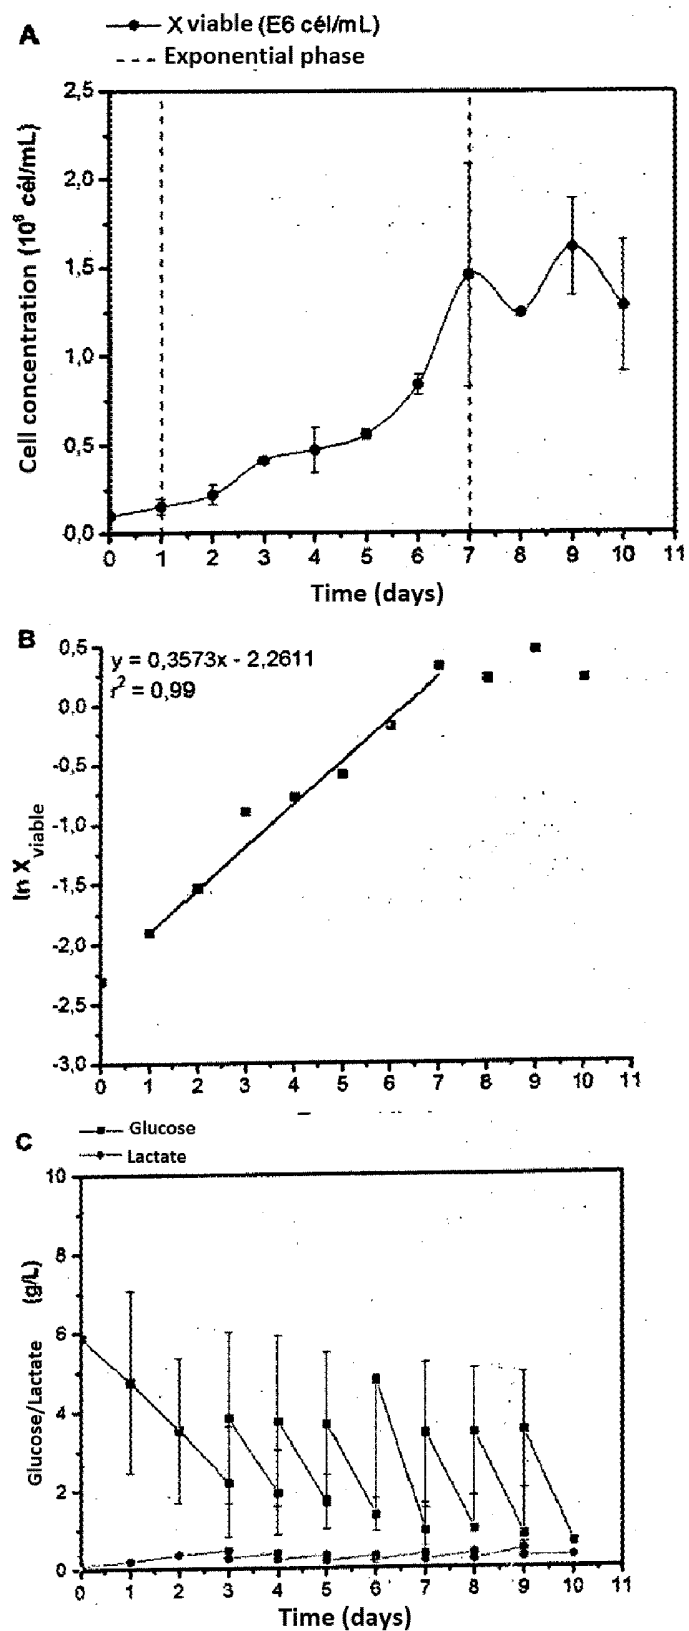 A
X viable (E6 cél/mL)
Exponential phase
Cell concentration (10⁶ cél/mL)
2,5
2,0
1,5
1,0
0,5
0,0
0 1 2 3 4 5 6 7 8 9 10 11
Time (days)
B
y = 0,3573x - 2,2611
r² = 0,99
ln X viable
0,5
0,0
-0,5
-1,0
-1,5
-2,0
-2,5
-3,0
0 1 2 3 4 5 6 7 8 9 10 11
C
Glucose
Lactate
Glucose/Lactate (g/L)
10
8
6
4
2
0
0 1 2 3 4 5 6 7 8 9 10 11
Time (days)